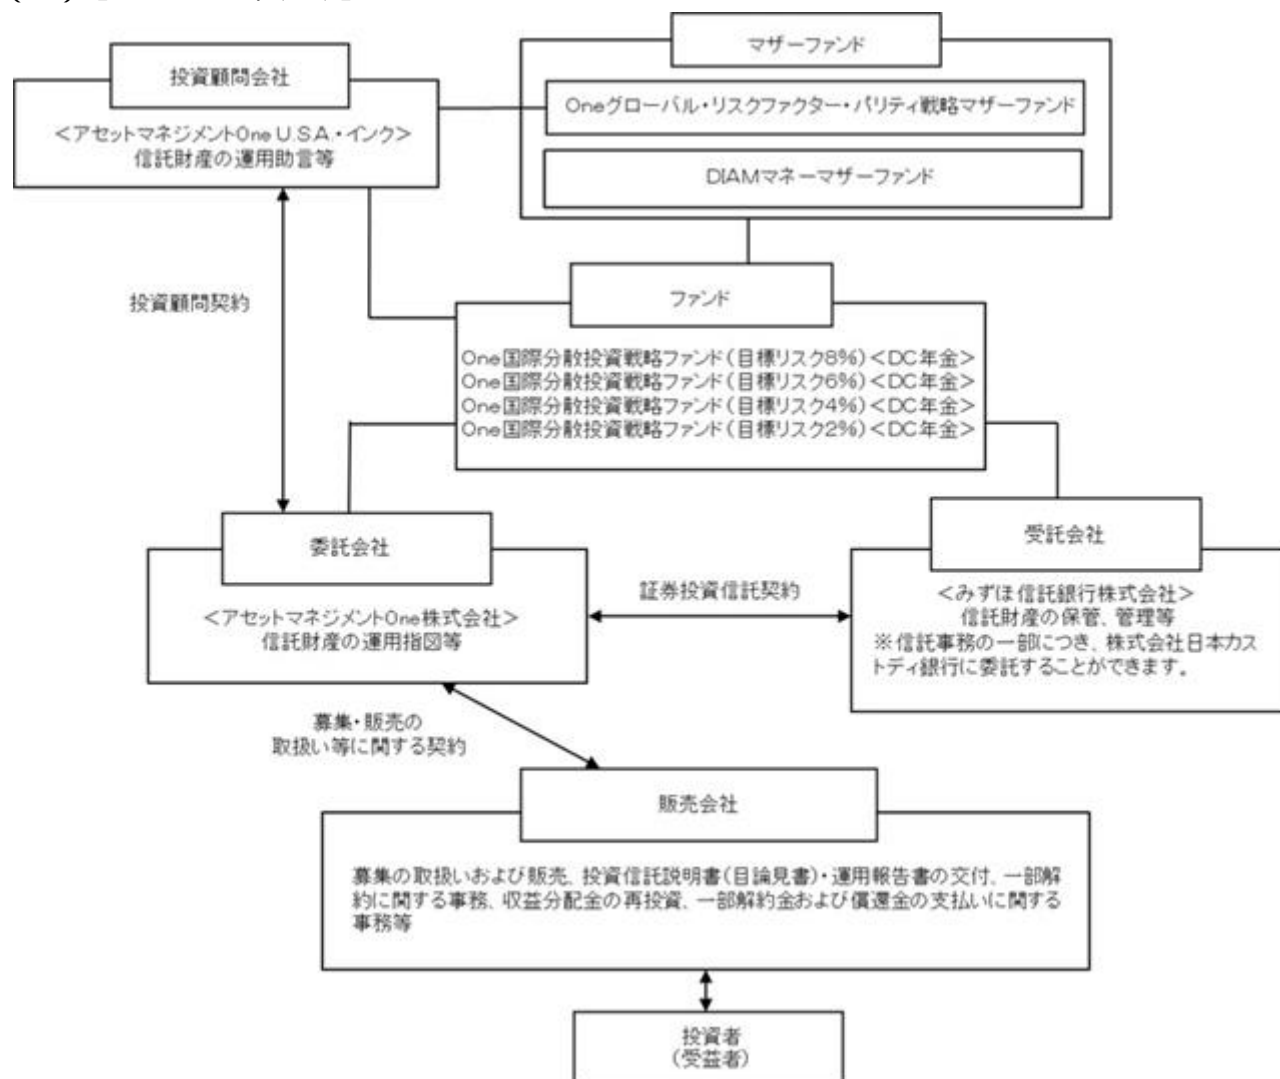 マザーファンド
投資顧問会社
Oneグローバル・リスクファクター・パリティ戦略マザーファンド
<アセットマネジメントOne U.S.A.・インク>
信託財産の運用助言等
DIAMマネーマザーファンド
投資顧問契約
ファンド
One国際分散投資戦略ファンド(目標リスク8%)<DC年金>
One国際分散投資戦略ファンド(目標リスク6%)<DC年金>
One国際分散投資戦略ファンド(目標リスク4%)<DC年金>
One国際分散投資戦略ファンド(目標リスク2%)<DC年金>
委託会社
<アセットマネジメントOne株式会社>
信託財産の運用指図等
証券投資信託契約
受託会社
<みずほ信託銀行株式会社>
信託財産の保管、管理等
※信託事務の一部につき、株式会社日本カス
トディ銀行に委託することができます。
募集・販売の
取扱い等に関する契約
販売会社
募集の取扱いおよび販売、投資信託説明書(目論見書)・運用報告書の交付、一部解
約に関する事務、収益分配金の再投資、一部解約金および償還金の支払いに関する
事務等
投資者
(受益者)